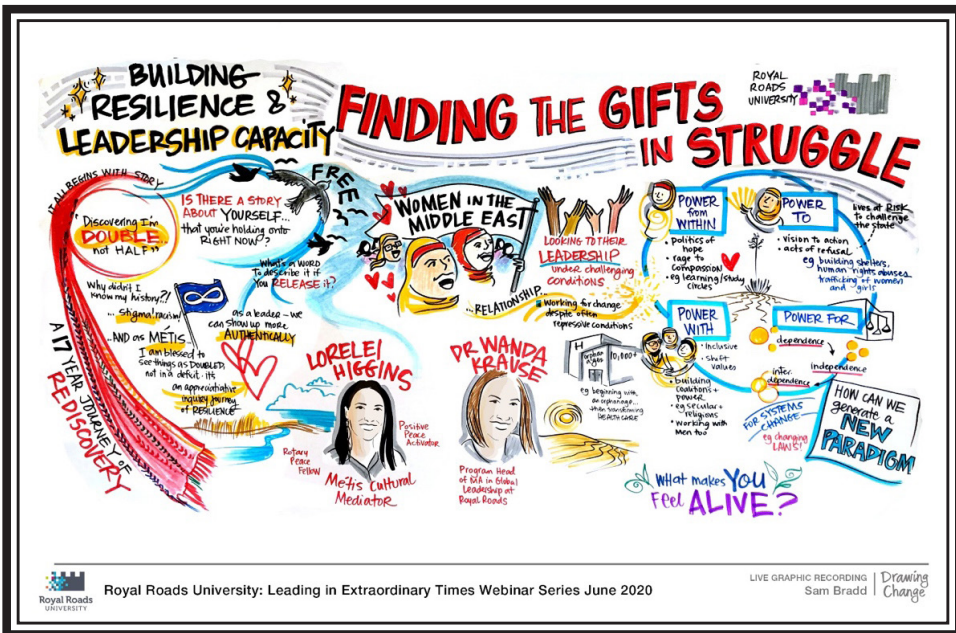 BUILDING
RESILIENCE &
LEADERSHIP CAPACITY
FINDING THE GIFTS
IN STRUGGLE
ROYAL
ROADS
UNIVERSITY
IT ALL BEGINS WITH STORY
"Discovering I'm
DOUBLE...
not HALF"
Why didn't I
know my history?!
... stigma! racism!
...AND as MÉTIS...
I am blessed to
see things as DOUBLED,
not in a deficit. It's
an appreciative
inquiry journey
of RESILIENCE
A 17 YEAR JOURNEY OF
REDISCOVERY
IS THERE A STORY
ABOUT YOURSELF...
that you're holding onto
RIGHT NOW?
FREE
What's a WORD
to describe it if
YOU RELEASE it?
as a leader - we
can show up more
AUTHENTICALLY
LORELEI
HIGGINS
Rotary
Peace
Fellow
Positive
Peace
Activator
Metis Cultural
Mediator
WOMEN IN THE
MIDDLE EAST
LOOKING TO THEIR
LEADERSHIP
under challenging
conditions
...RELATIONSHIP...
Working for change
despite often
repressive conditions
DR WANDA
KRAUSE
Program Head
of MA in Global
Leadership at
Royal Roads
H
orphan
ages
10,000+
eg beginning with
an orphanage...
then transforming
HEALTH CARE
POWER
from
WITHIN
• politics of
hope
• rage to
compassion
• eg learning/study
circles
POWER
TO
• vision to action
• acts of refusal
eg building shelters,
human rights abuses,
trafficking of women
and girls
lives at RISK
to challenge
the state
POWER
WITH
• Inclusive
• Shift
values
• building
coalitions +
power
• eg secular +
religions
• Working with
men too
POWER FOR
dependence
independence
inter
dependence
FOR SYSTEMS
CHANGE
eg changing
LAWS!
HOW CAN WE
generate a
NEW
PARADIGM
What makes YOU
Feel ALIVE?
Royal Roads
UNIVERSITY
Royal Roads University: Leading in Extraordinary Times Webinar Series June 2020
LIVE GRAPHIC RECORDING
Sam Bradd
Drawing
Change